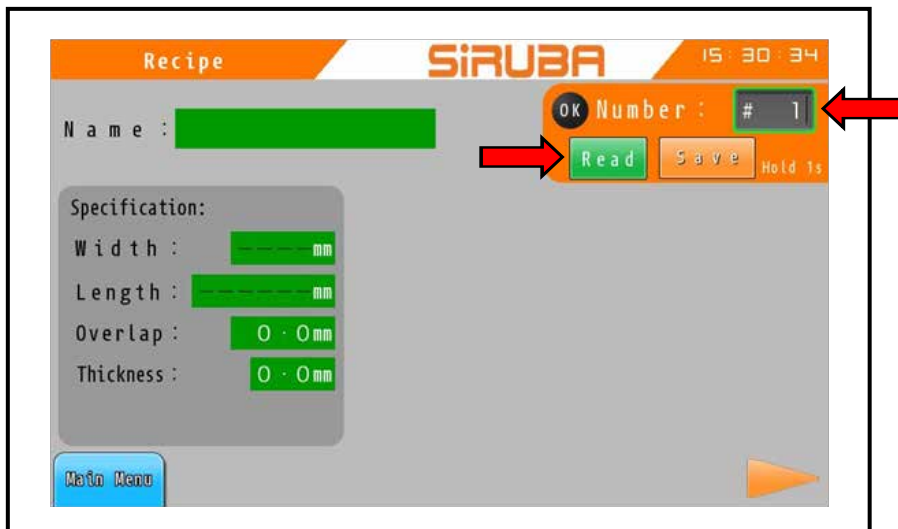 Recipe SiRUBA 15:30:34
Name : OK Number : # 1
Read Save Hold 1s
Specification:
Width : ----mm
Length : ------mm
Overlap : 0.0mm
Thickness : 0.0mm
Main Menu